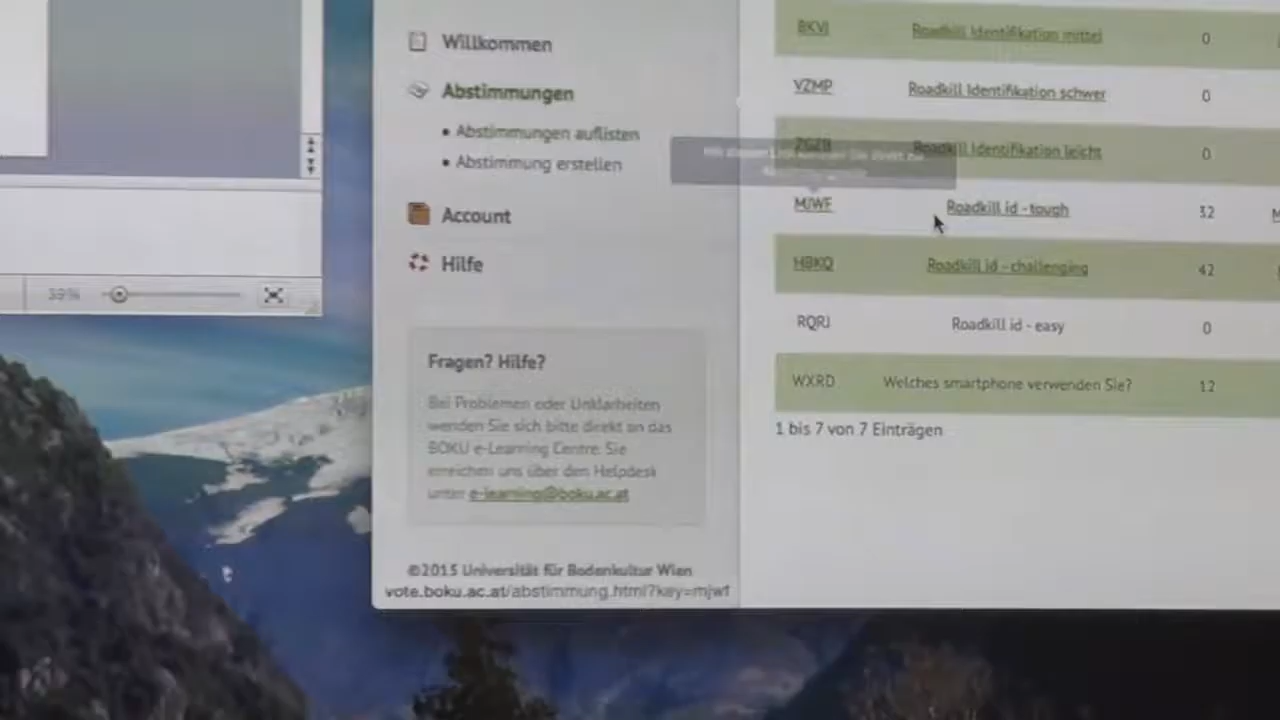 Willkommen
Abstimmungen
Abstimmungen auflisten
Abstimmung erstellen
Account
Hilfe
Fragen? Hilfe?
Bei Problemen oder Unklarheiten
wenden Sie sich bitte direkt an das
BOKU e-Learning Centre. Sie
erreichen uns über den Helpdesk
unter e-learning@boku.ac.at
©2015 Universität für Bodenkultur Wien
vote.boku.ac.at/abstimmung.html?key=mjwf
BKVI Roadkill Identifikation mittel 0
VZMP Roadkill Identifikation schwer 0
Roadkill Identifikation leicht 0
MJWF Roadkill id - tough 32
HBKQ Roadkill id - challenging 42
RQRJ Roadkill id - easy 0
WXRD Welches smartphone verwenden Sie? 12
1 bis 7 von 7 Einträgen